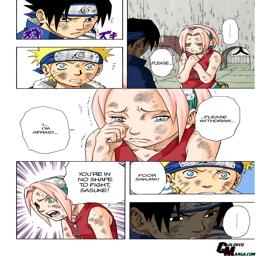 PLEASE...
...PLEASE
WITHDRAW...
...
I'M
AFRAID...
YOU'RE
IN NO
SHAPE
TO FIGHT,
SASUKE!
POOR
SAKURA!
COLORED
MANGA.COM